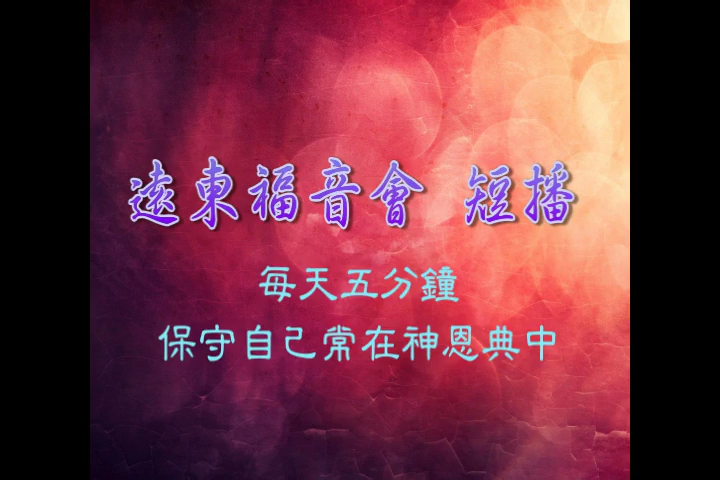 遠東福音會 短播
每天五分鐘
保守自己常在神恩典中